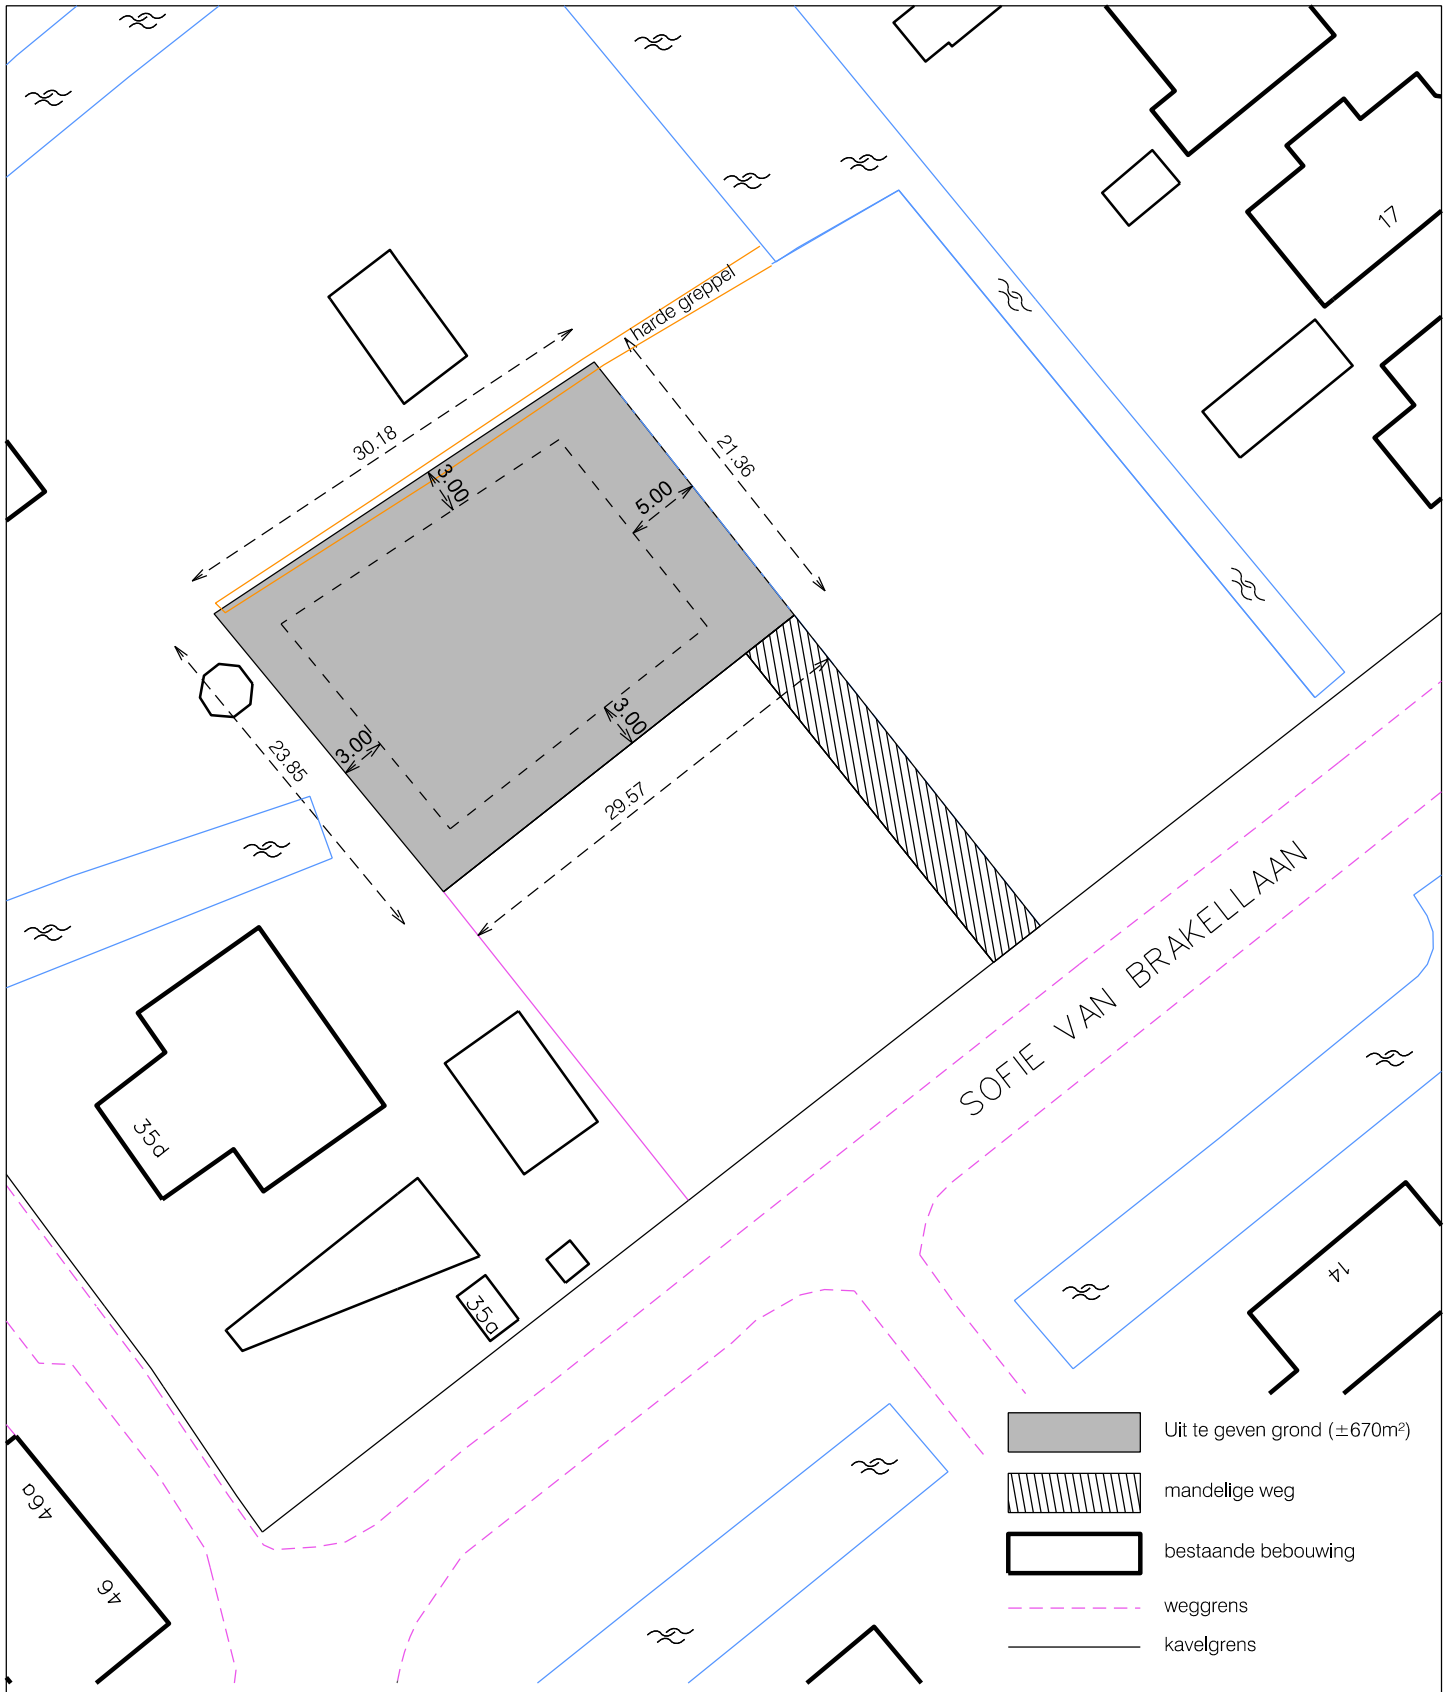 17
harde greppel
30.18
21.36
3.00
5.00
23.85
3.00
3.00
29.57
SOFIE VAN BRAKELLAAN
35d
35a
14
46a
46
Uit te geven grond (±670m²)
mandelige weg
bestaande bebouwing
weggrens
kavelgrens